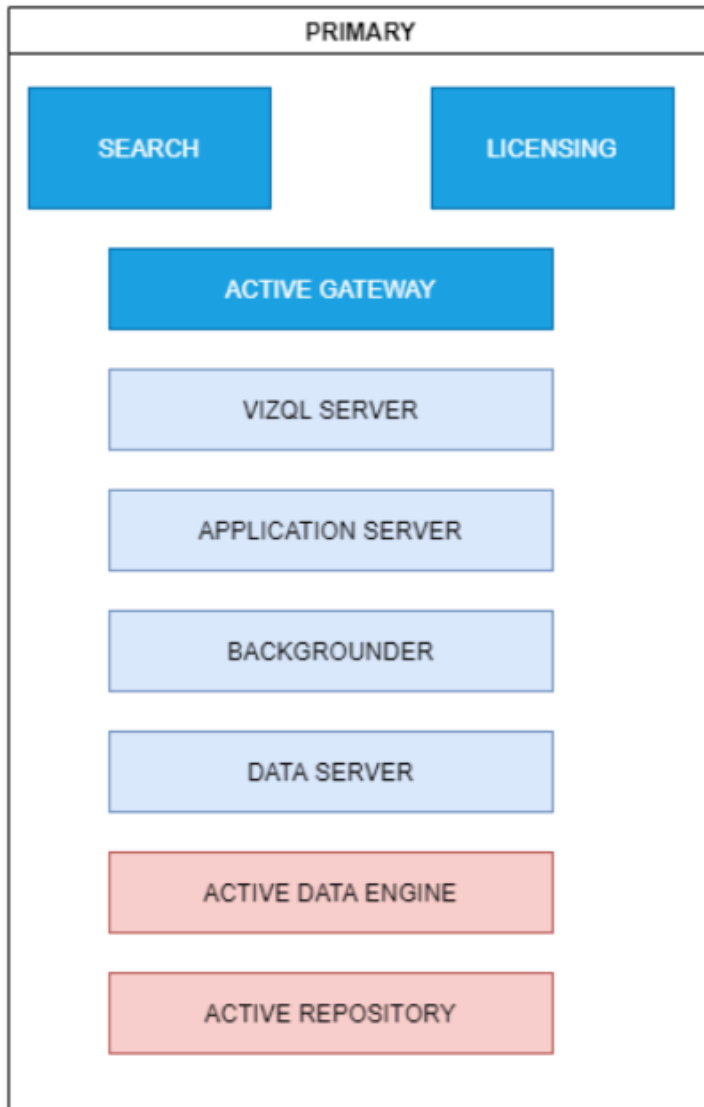 PRIMARY
SEARCH
LICENSING
ACTIVE GATEWAY
VIZQL SERVER
APPLICATION SERVER
BACKGROUNDER
DATA SERVER
ACTIVE DATA ENGINE
ACTIVE REPOSITORY